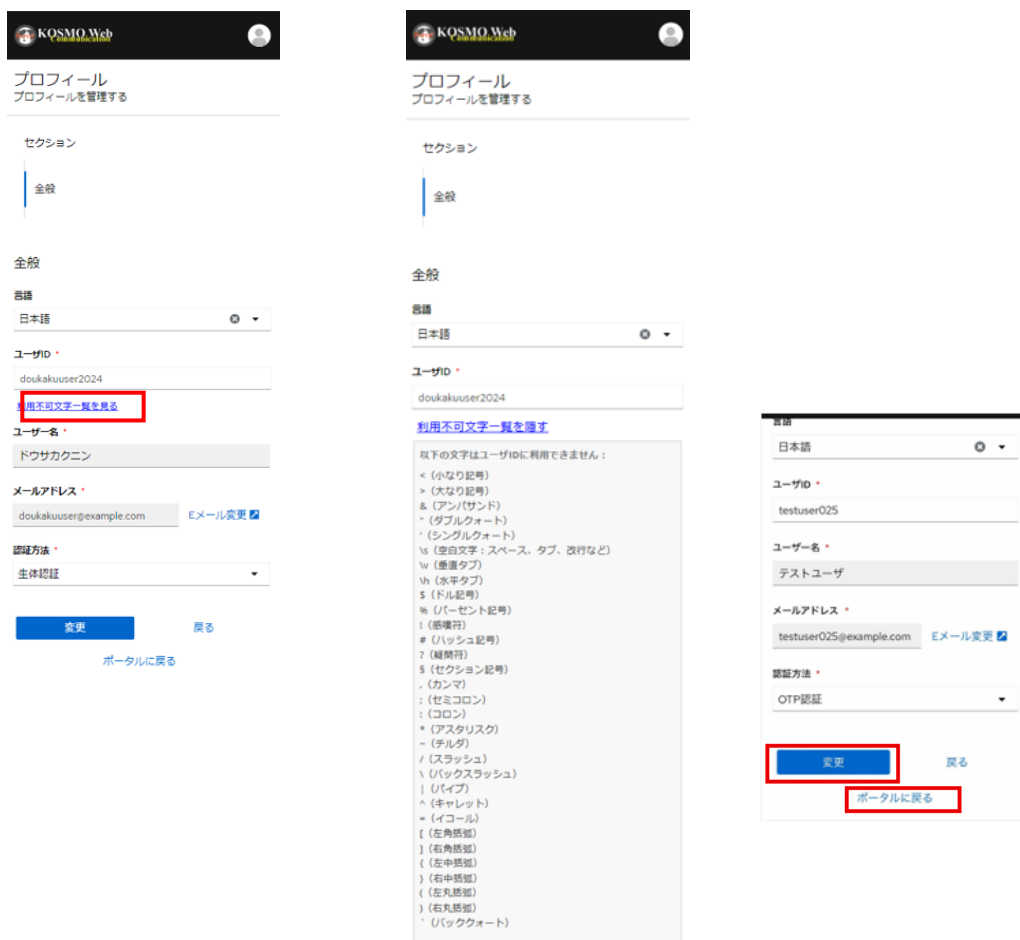 KOSMO Web
Communication
プロフィール
プロフィールを管理する
セクション
全般
全般
言語
日本語
ユーザID *
doukakuuser2024
利用不可文字一覧を見る
ユーザー名 *
ドウサカクニン
メールアドレス *
doukakuuser@example.com Eメール変更
認証方法 *
生体認証
変更 戻る
ポータルに戻る
KOSMO Web
Communication
プロフィール
プロフィールを管理する
セクション
全般
全般
言語
日本語
ユーザID *
doukakuuser2024
利用不可文字一覧を隠す
以下の文字はユーザIDに利用できません:
< (小なり記号)
> (大なり記号)
& (アンパサンド)
" (ダブルクォート)
' (シングルクォート)
\s (空白文字:スペース、タブ、改行など)
\v (垂直タブ)
\h (水平タブ)
$ (ドル記号)
% (パーセント記号)
! (感嘆符)
# (ハッシュ記号)
? (疑問符)
§ (セクション記号)
, (カンマ)
; (セミコロン)
: (コロン)
* (アスタリスク)
~ (チルダ)
/ (スラッシュ)
\ (バックスラッシュ)
| (パイプ)
^ (キャレット)
= (イコール)
[ (左角括弧)
] (右角括弧)
{ (左中括弧)
} (右中括弧)
( (左丸括弧)
) (右丸括弧)
` (バッククォート)
言語
日本語
ユーザID *
testuser025
ユーザー名 *
テストユーザ
メールアドレス *
testuser025@example.com Eメール変更
認証方法 *
OTP認証
変更 戻る
ポータルに戻る